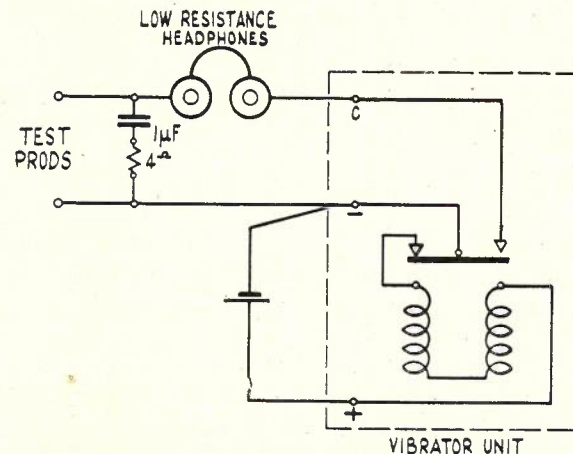 LOW RESISTANCE
HEADPHONES
TEST
PRODS
1μF
4Ω
C
−
+
VIBRATOR UNIT